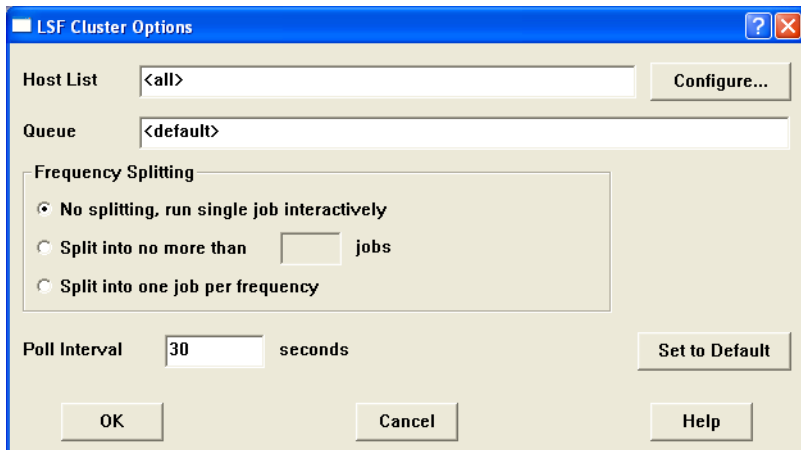 LSF Cluster Options
Host List <all> Configure...
Queue <default>
Frequency Splitting
No splitting, run single job interactively
Split into no more than jobs
Split into one job per frequency
Poll Interval 30 seconds Set to Default
OK Cancel Help